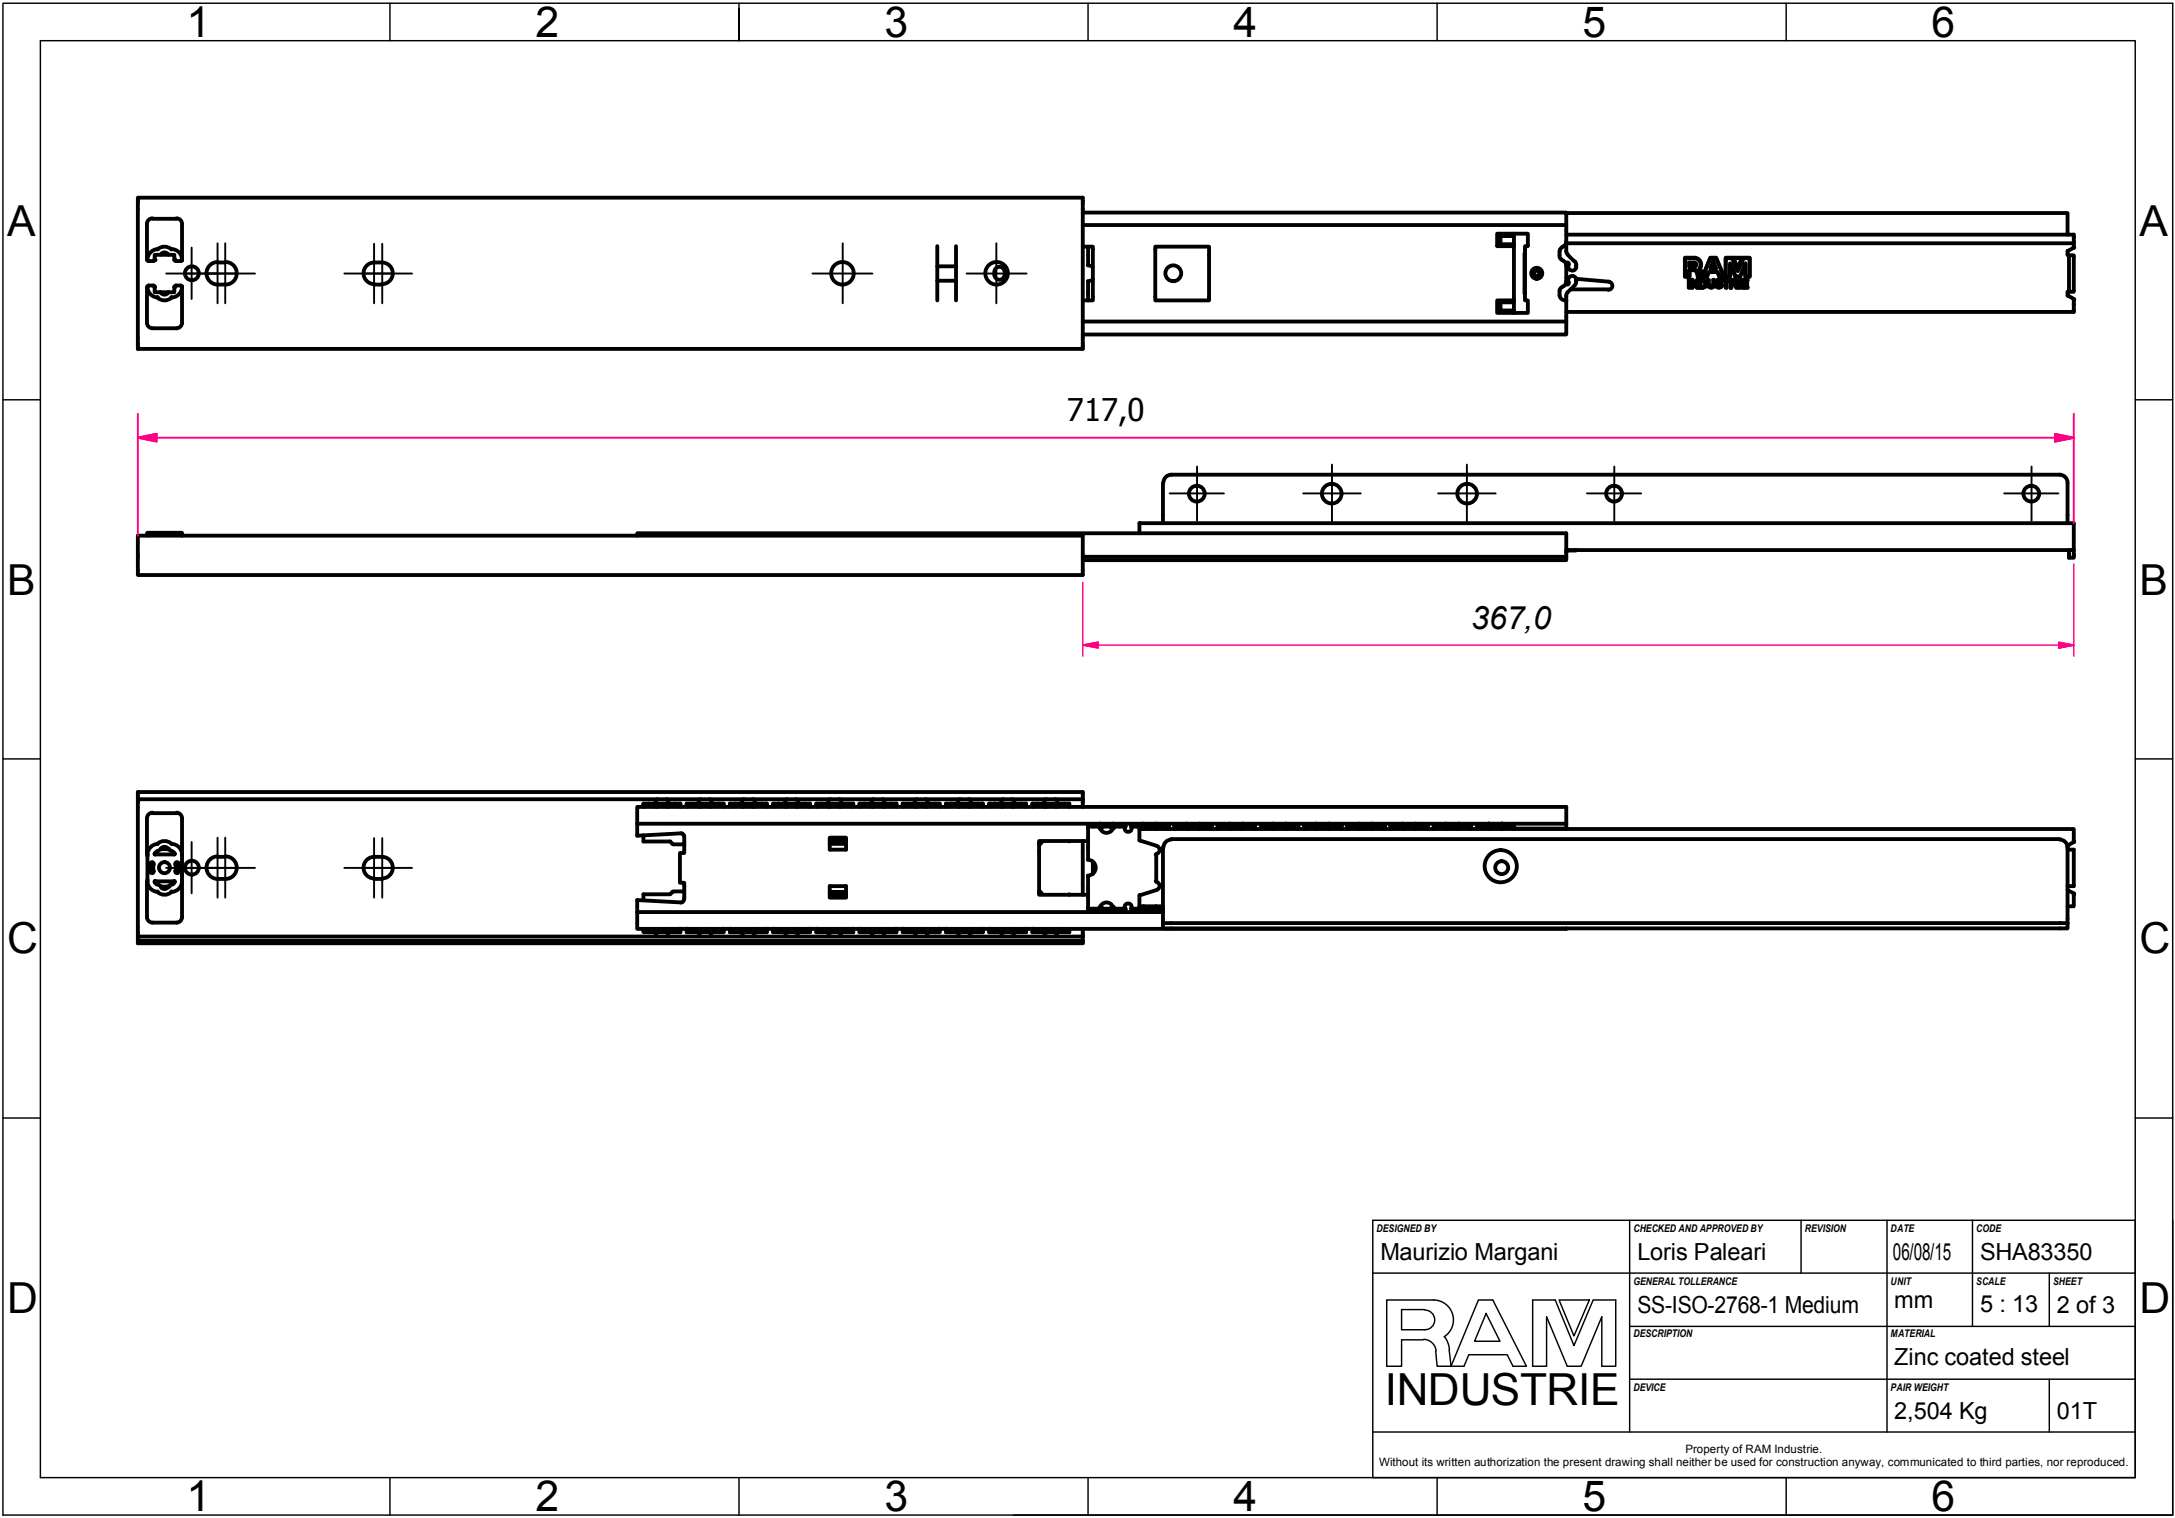 1 2 3 4 5 6
A A
RAM
INDUSTRIE
717,0
B B
367,0
C C
DESIGNED BY
Maurizio Margani
CHECKED AND APPROVED BY
Loris Paleari
REVISION
DATE
06/08/15
CODE
SHA83350
GENERAL TOLLERANCE
SS-ISO-2768-1 Medium
UNIT
mm
SCALE
5 : 13
SHEET
2 of 3
D D
RAM
INDUSTRIE
DESCRIPTION
MATERIAL
Zinc coated steel
DEVICE
PAIR WEIGHT
2,504 Kg
01T
Property of RAM Industrie.
Without its written authorization the present drawing shall neither be used for construction anyway, communicated to third parties, nor reproduced.
1 2 3 4 5 6